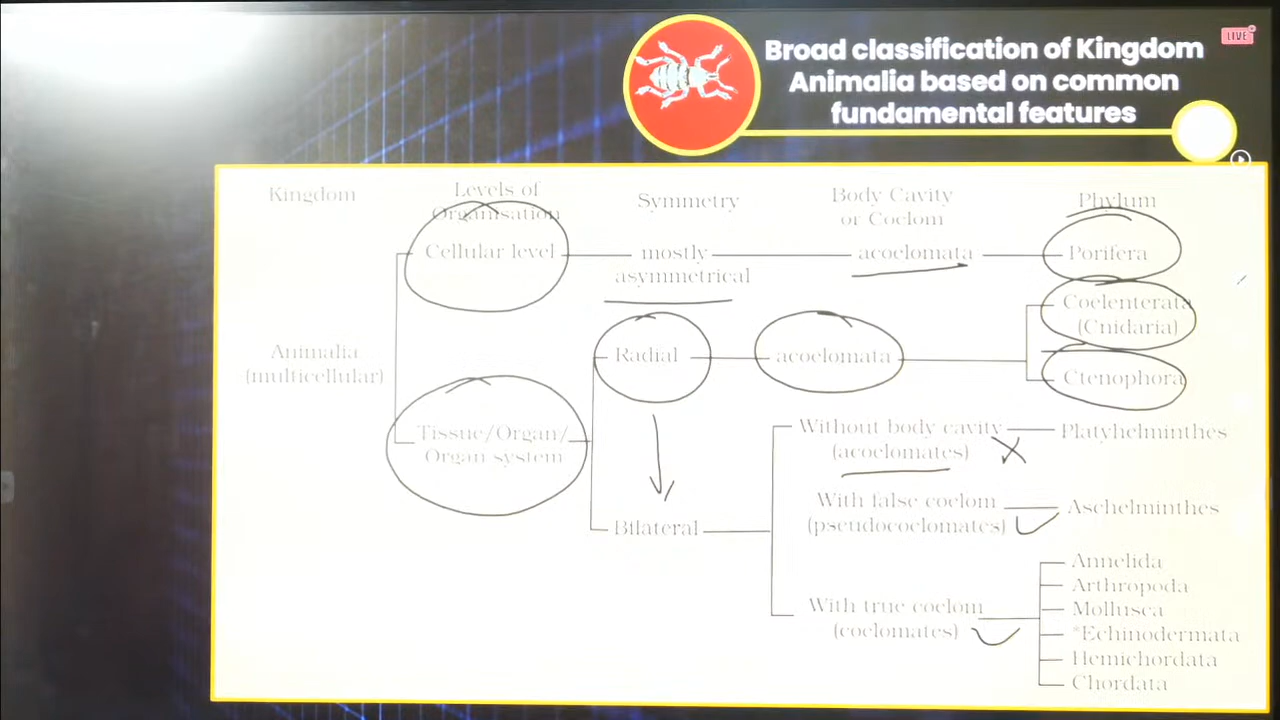 LIVE
Broad classification of Kingdom
Animalia based on common
fundamental features
Kingdom
Levels of
Organisation
Symmetry
Body Cavity
or Coelom
Phylum
Cellular level
mostly
asymmetrical
acoelomata
Porifera
Animalia
(multicellular)
Tissue/Organ/
Organ system
Radial
acoelomata
Coelenterata
(Cnidaria)
Ctenophora
Bilateral
Without body cavity
(acoelomates)
Platyhelminthes
With false coelom
(pseudocoelomates)
Aschelminthes
With true coelom
(coelomates)
Annelida
Arthropoda
Mollusca
*Echinodermata
Hemichordata
Chordata